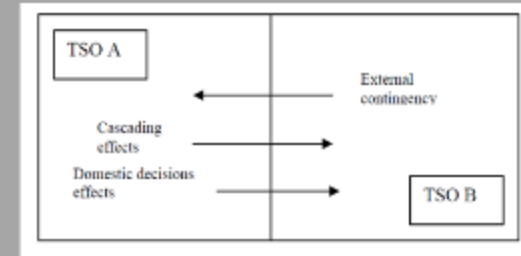 TSO A
External
contingency
Cascading
effects
Domestic decisions
effects
TSO B